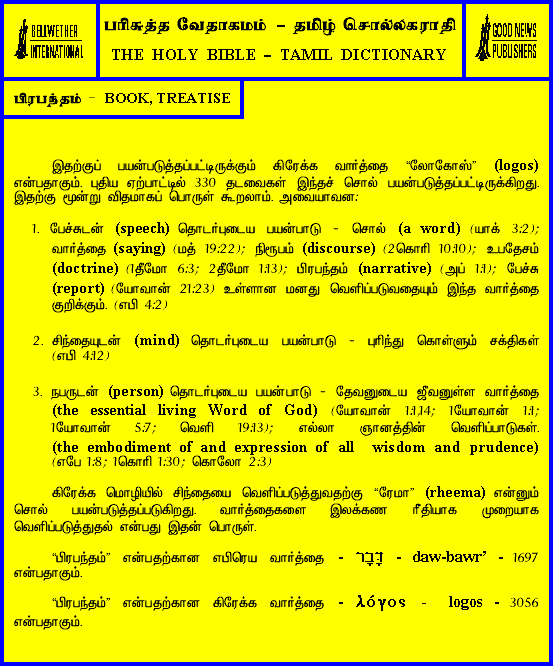 BELLWETHER
INTERNATIONAL
பரிசுத்த வேதாகமம் – தமிழ் சொல்லகராதி
THE HOLY BIBLE – TAMIL DICTIONARY
GOOD NEWS
PUBLISHERS
பிரபந்தம் - BOOK, TREATISE
இதற்குப் பயன்படுத்தப்பட்டிருக்கும் கிரேக்க வார்த்தை “லோகோஸ்” (logos)
என்பதாகும். புதிய ஏற்பாட்டில் 330 தடவைகள் இந்தச் சொல் பயன்படுத்தப்பட்டிருக்கிறது.
இதற்கு மூன்று விதமாகப் பொருள் கூறலாம். அவையாவன:
1. பேச்சுடன் (speech) தொடர்புடைய பயன்பாடு - சொல் (a word) (யாக் 3:2);
வார்த்தை (saying) (மத் 19:22); நிரூபம் (discourse) (2கொரி 10:10); உபதேசம்
(doctrine) (1தீமோ 6:3; 2தீமோ 1:13); பிரபந்தம் (narrative) (அப் 1:1); பேச்சு
(report) (யோவான் 21:23) உள்ளான மனது வெளிப்படுவதையும் இந்த வார்த்தை
குறிக்கும். (எபி 4:2)
2. சிந்தையுடன் (mind) தொடர்புடைய பயன்பாடு - புரிந்து கொள்ளும் சக்திகள்
(எபி 4:12)
3. நபருடன் (person) தொடர்புடைய பயன்பாடு - தேவனுடைய ஜீவனுள்ள வார்த்தை
(the essential living Word of God) (யோவான் 1:1,14; 1யோவான் 1:1;
1யோவான் 5:7; வெளி 19:13); எல்லா ஞானத்தின் வெளிப்பாடுகள்.
(the embodiment of and expression of all wisdom and prudence)
(எபே 1:8; 1கொரி 1:30; கொலோ 2:3)
கிரேக்க மொழியில் சிந்தையை வெளிப்படுத்துவதற்கு “ரேமா” (rheema) என்னும்
சொல் பயன்படுத்தப்படுகிறது. வார்த்தைகளை இலக்கண ரீதியாக முறையாக
வெளிப்படுத்துதல் என்பது இதன் பொருள்.
“பிரபந்தம்” என்பதற்கான எபிரெய வார்த்தை - דָּבָר - daw-bawr’ - 1697
என்பதாகும்.
“பிரபந்தம்” என்பதற்கான கிரேக்க வார்த்தை - λόγος - logos - 3056
என்பதாகும்.